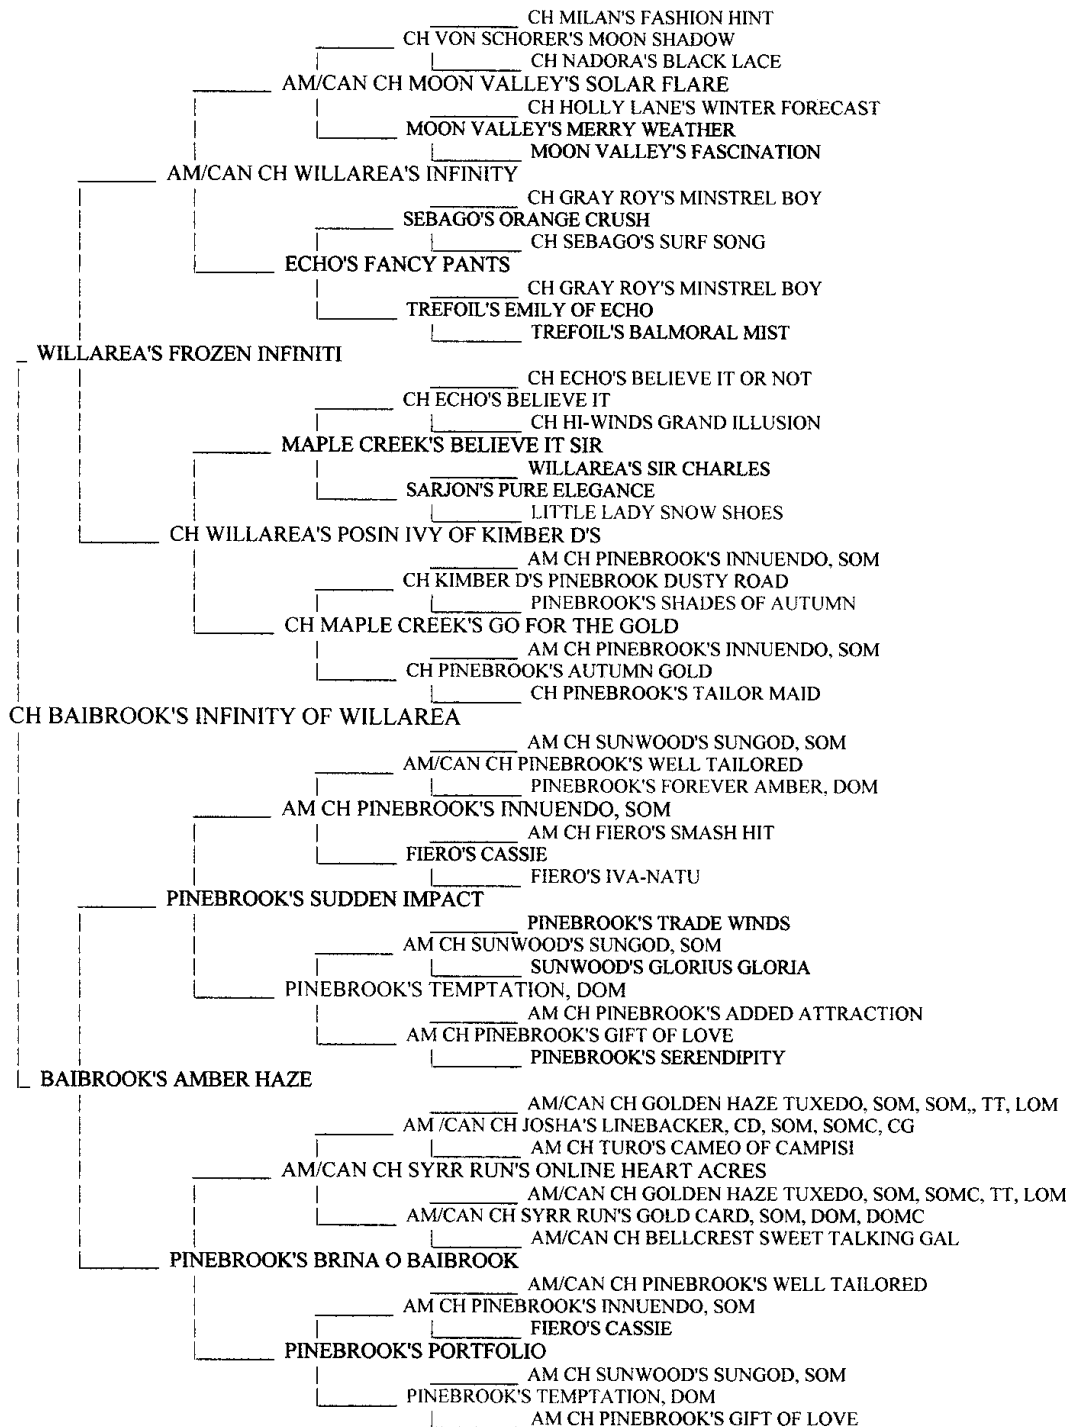 CH MILAN'S FASHION HINT
CH VON SCHORER'S MOON SHADOW
CH NADORA'S BLACK LACE
AM/CAN CH MOON VALLEY'S SOLAR FLARE
CH HOLLY LANE'S WINTER FORECAST
MOON VALLEY'S MERRY WEATHER
MOON VALLEY'S FASCINATION
AM/CAN CH WILLAREA'S INFINITY
CH GRAY ROY'S MINSTREL BOY
SEBAGO'S ORANGE CRUSH
CH SEBAGO'S SURF SONG
ECHO'S FANCY PANTS
CH GRAY ROY'S MINSTREL BOY
TREFOIL'S EMILY OF ECHO
TREFOIL'S BALMORAL MIST
WILLAREA'S FROZEN INFINITI
CH ECHO'S BELIEVE IT OR NOT
CH ECHO'S BELIEVE IT
CH HI-WINDS GRAND ILLUSION
MAPLE CREEK'S BELIEVE IT SIR
WILLAREA'S SIR CHARLES
SARJON'S PURE ELEGANCE
LITTLE LADY SNOW SHOES
CH WILLAREA'S POSIN IVY OF KIMBER D'S
AM CH PINEBROOK'S INNUENDO, SOM
CH KIMBER D'S PINEBROOK DUSTY ROAD
PINEBROOK'S SHADES OF AUTUMN
CH MAPLE CREEK'S GO FOR THE GOLD
AM CH PINEBROOK'S INNUENDO, SOM
CH PINEBROOK'S AUTUMN GOLD
CH PINEBROOK'S TAILOR MAID
CH BAIBROOK'S INFINITY OF WILLAREA
AM CH SUNWOOD'S SUNGOD, SOM
AM/CAN CH PINEBROOK'S WELL TAILORED
PINEBROOK'S FOREVER AMBER, DOM
AM CH PINEBROOK'S INNUENDO, SOM
AM CH FIERO'S SMASH HIT
FIERO'S CASSIE
FIERO'S IVA-NATU
PINEBROOK'S SUDDEN IMPACT
PINEBROOK'S TRADE WINDS
AM CH SUNWOOD'S SUNGOD, SOM
SUNWOOD'S GLORIUS GLORIA
PINEBROOK'S TEMPTATION, DOM
AM CH PINEBROOK'S ADDED ATTRACTION
AM CH PINEBROOK'S GIFT OF LOVE
PINEBROOK'S SERENDIPITY
BAIBROOK'S AMBER HAZE
AM/CAN CH GOLDEN HAZE TUXEDO, SOM, SOM,, TT, LOM
AM /CAN CH JOSHA'S LINEBACKER, CD, SOM, SOMC, CG
AM CH TURO'S CAMEO OF CAMPISI
AM/CAN CH SYRR RUN'S ONLINE HEART ACRES
AM/CAN CH GOLDEN HAZE TUXEDO, SOM, SOMC, TT, LOM
AM/CAN CH SYRR RUN'S GOLD CARD, SOM, DOM, DOMC
AM/CAN CH BELLCREST SWEET TALKING GAL
PINEBROOK'S BRINA O BAIBROOK
AM/CAN CH PINEBROOK'S WELL TAILORED
AM CH PINEBROOK'S INNUENDO, SOM
FIERO'S CASSIE
PINEBROOK'S PORTFOLIO
AM CH SUNWOOD'S SUNGOD, SOM
PINEBROOK'S TEMPTATION, DOM
AM CH PINEBROOK'S GIFT OF LOVE